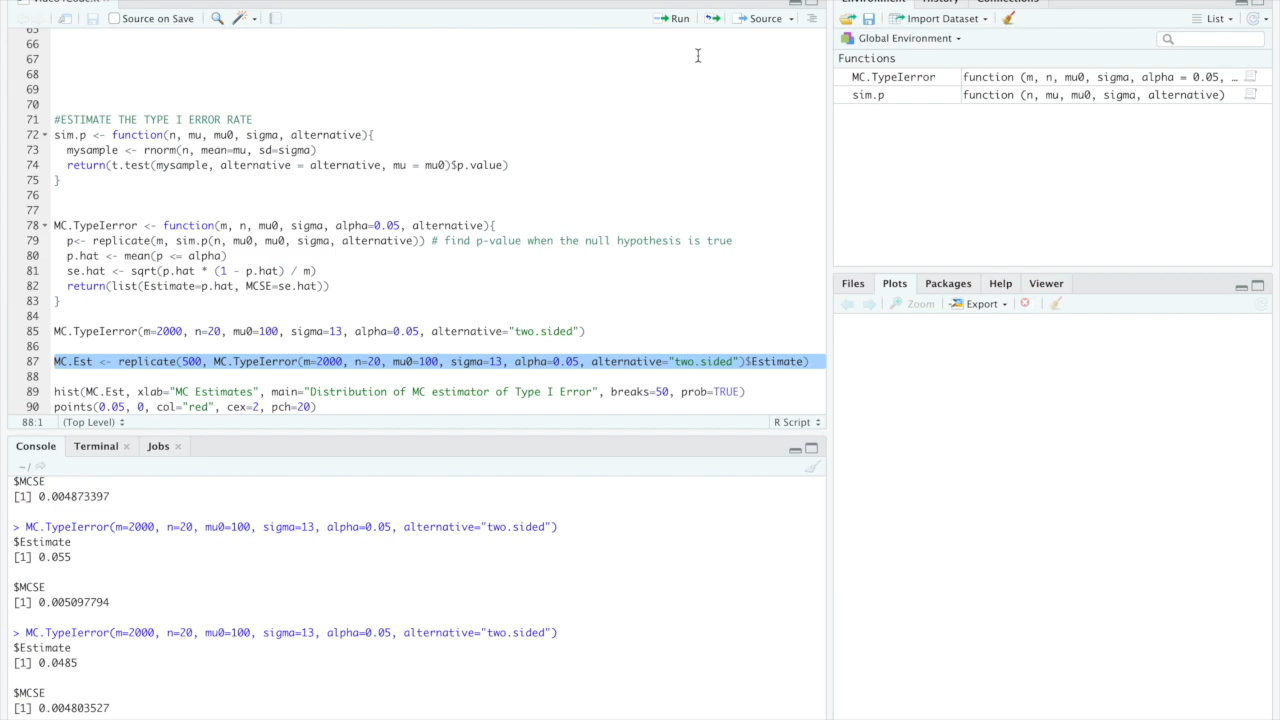 Source on Save
Run
Source
65
66
67
68
69
70
71 #ESTIMATE THE TYPE I ERROR RATE
72 sim.p <- function(n, mu, mu0, sigma, alternative){
73 mysample <- rnorm(n, mean=mu, sd=sigma)
74 return(t.test(mysample, alternative = alternative, mu = mu0)$p.value)
75 }
76
77
78 MC.TypeIerror <- function(m, n, mu0, sigma, alpha=0.05, alternative){
79 p<- replicate(m, sim.p(n, mu0, mu0, sigma, alternative)) # find p-value when the null hypothesis is true
80 p.hat <- mean(p <= alpha)
81 se.hat <- sqrt(p.hat * (1 - p.hat) / m)
82 return(list(Estimate=p.hat, MCSE=se.hat))
83 }
84
85 MC.TypeIerror(m=2000, n=20, mu0=100, sigma=13, alpha=0.05, alternative="two.sided")
86
87 MC.Est <- replicate(500, MC.TypeIerror(m=2000, n=20, mu0=100, sigma=13, alpha=0.05, alternative="two.sided")$Estimate)
88
89 hist(MC.Est, xlab="MC Estimates", main="Distribution of MC estimator of Type I Error", breaks=50, prob=TRUE)
90 points(0.05, 0, col="red", cex=2, pch=20)
88:1 (Top Level) R Script
Console Terminal Jobs
~/
$MCSE
[1] 0.004873397
> MC.TypeIerror(m=2000, n=20, mu0=100, sigma=13, alpha=0.05, alternative="two.sided")
$Estimate
[1] 0.055
$MCSE
[1] 0.005097794
> MC.TypeIerror(m=2000, n=20, mu0=100, sigma=13, alpha=0.05, alternative="two.sided")
$Estimate
[1] 0.0485
$MCSE
[1] 0.004803527
Environment History Connections
Import Dataset List
Global Environment
Functions
MC.TypeIerror function (m, n, mu0, sigma, alpha = 0.05, …
sim.p function (n, mu, mu0, sigma, alternative)
Files Plots Packages Help Viewer
Zoom Export